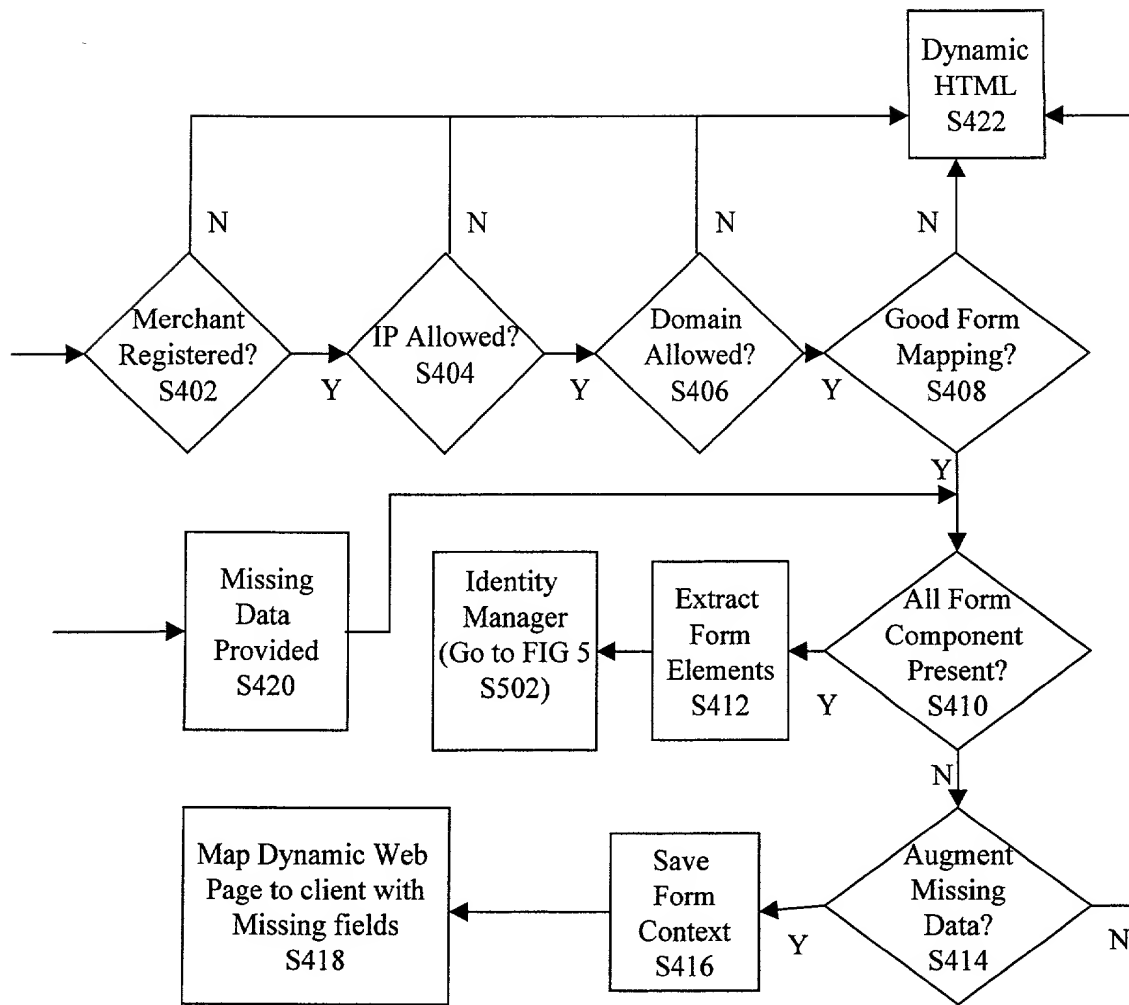 Dynamic
HTML
S422
N
N
N
N
Merchant
Registered?
S402
Y
IP Allowed?
S404
Y
Domain
Allowed?
S406
Y
Good Form
Mapping?
S408
Y
Missing
Data
Provided
S420
Identity
Manager
(Go to FIG 5
S502)
Extract
Form
Elements
S412
Y
All Form
Component
Present?
S410
N
Map Dynamic Web
Page to client with
Missing fields
S418
Save
Form
Context
S416
Y
Augment
Missing
Data?
S414
N